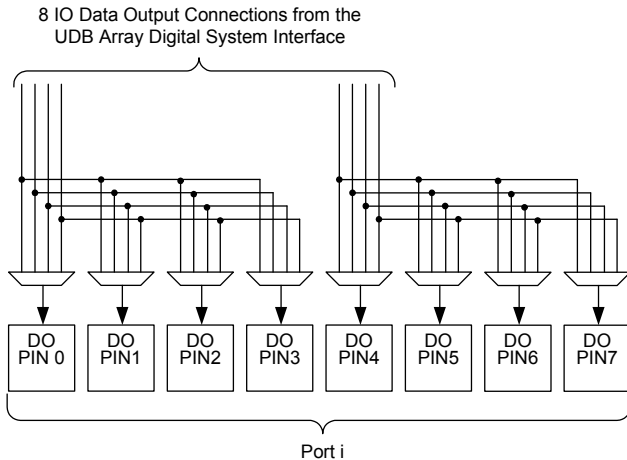 8 IO Data Output Connections from the
UDB Array Digital System Interface
DO
PIN 0
DO
PIN1
DO
PIN2
DO
PIN3
DO
PIN4
DO
PIN5
DO
PIN6
DO
PIN7
Port i